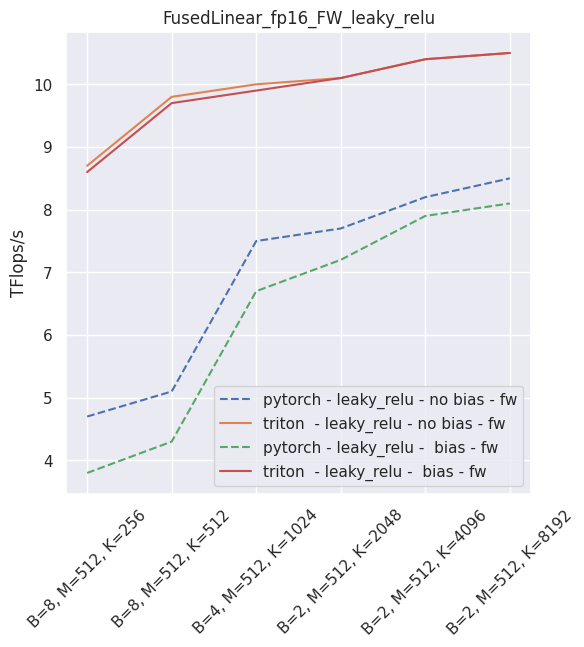 FusedLinear_fp16_FW_leaky_relu
TFlops/s
10
9
8
7
6
5
4
pytorch - leaky_relu - no bias - fw
triton  - leaky_relu - no bias - fw
pytorch - leaky_relu -  bias - fw
triton  - leaky_relu -  bias - fw
B=8, M=512, K=256
B=8, M=512, K=512
B=4, M=512, K=1024
B=2, M=512, K=2048
B=2, M=512, K=4096
B=2, M=512, K=8192